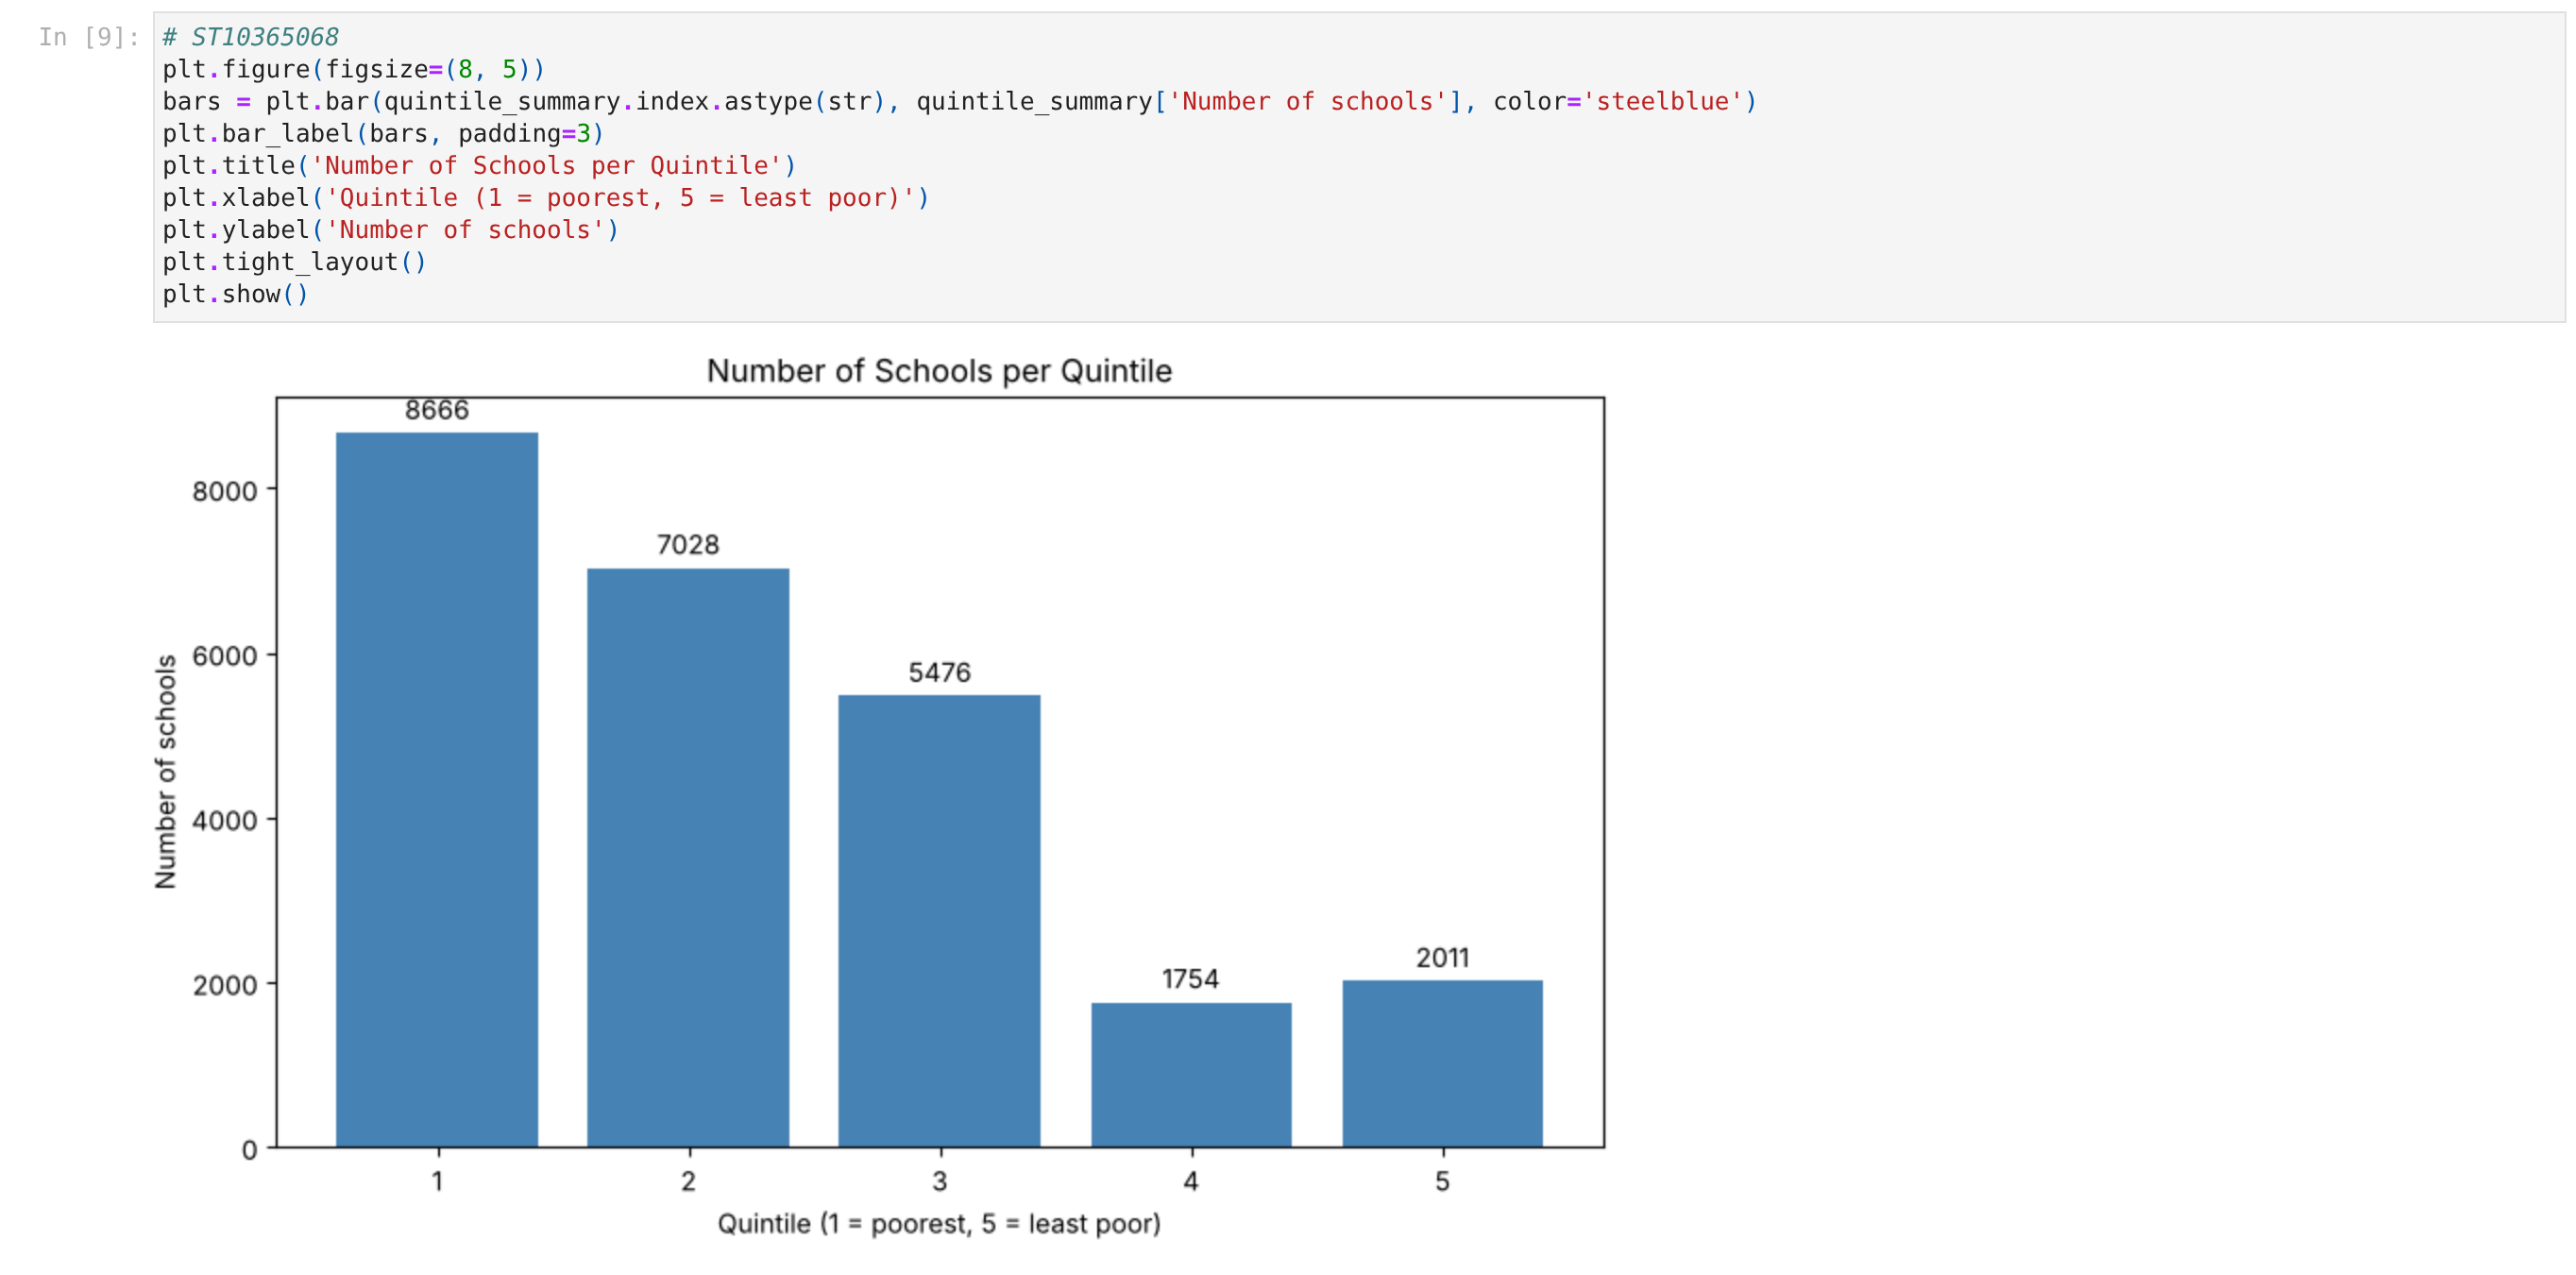 In [9]:
# ST10365068
plt.figure(figsize=(8, 5))
bars = plt.bar(quintile_summary.index.astype(str), quintile_summary['Number of schools'], color='steelblue')
plt.bar_label(bars, padding=3)
plt.title('Number of Schools per Quintile')
plt.xlabel('Quintile (1 = poorest, 5 = least poor)')
plt.ylabel('Number of schools')
plt.tight_layout()
plt.show()
Number of Schools per Quintile
8666
7028
5476
1754
2011
Number of schools
8000
6000
4000
2000
0
1 2 3 4 5
Quintile (1 = poorest, 5 = least poor)